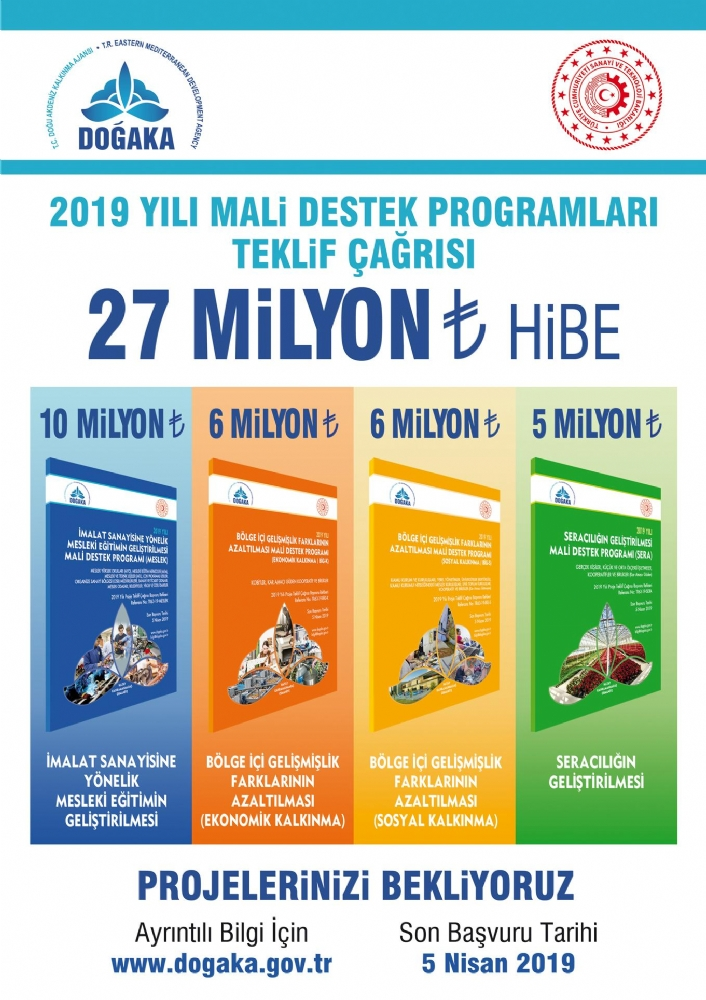 T.C. DOĞU AKDENİZ KALKINMA AJANSI • T.R. EASTERN MEDITERRANEAN DEVELOPMENT AGENCY
DOĞAKA
TÜRKİYE CUMHURİYETİ SANAYİ VE TEKNOLOJİ BAKANLIĞI
2019 YILI MALİ DESTEK PROGRAMLARI
TEKLİF ÇAĞRISI
27 MİLYON ₺ HİBE
10 MİLYON ₺
6 MİLYON ₺
6 MİLYON ₺
5 MİLYON ₺
DOĞAKA
2019 YILI
İMALAT SANAYİSİNE YÖNELİK
MESLEKİ EĞİTİMİN GELİŞTİRİLMESİ
MALİ DESTEK PROGRAMI (MESLEK)
DOĞAKA
2019 YILI
BÖLGE İÇİ GELİŞMİŞLİK FARKLARININ
AZALTILMASI MALİ DESTEK PROGRAMI
(EKONOMİK KALKINMA / BİLGE)
DOĞAKA
2019 YILI
BÖLGE İÇİ GELİŞMİŞLİK FARKLARININ
AZALTILMASI MALİ DESTEK PROGRAMI
DOĞAKA
2019 YILI
SERACILIĞIN GELİŞTİRİLMESİ
MALİ DESTEK PROGRAMI (SERA)
İMALAT SANAYİSİNE
YÖNELİK
MESLEKİ EĞİTİMİN
GELİŞTİRİLMESİ
BÖLGE İÇİ GELİŞMİŞLİK
FARKLARININ
AZALTILMASI
(EKONOMİK KALKINMA)
BÖLGE İÇİ GELİŞMİŞLİK
FARKLARININ
AZALTILMASI
(SOSYAL KALKINMA)
SERACILIĞIN
GELİŞTİRİLMESİ
PROJELERİNİZİ BEKLİYORUZ
Ayrıntılı Bilgi İçin
www.dogaka.gov.tr
Son Başvuru Tarihi
5 Nisan 2019